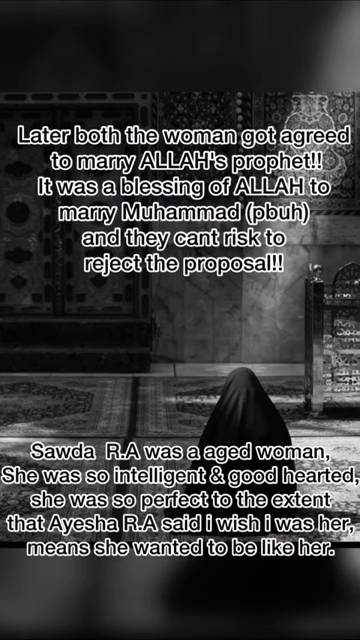 Later both the woman got agreed
to marry ALLAH's prophet!!
It was a blessing of ALLAH to
marry Muhammad (pbuh)
and they cant risk to
reject the proposal!!
Sawda R.A was a aged woman,
She was so intelligent & good hearted,
she was so perfect to the extent
that Ayesha R.A said i wish i was her,
means she wanted to be like her.